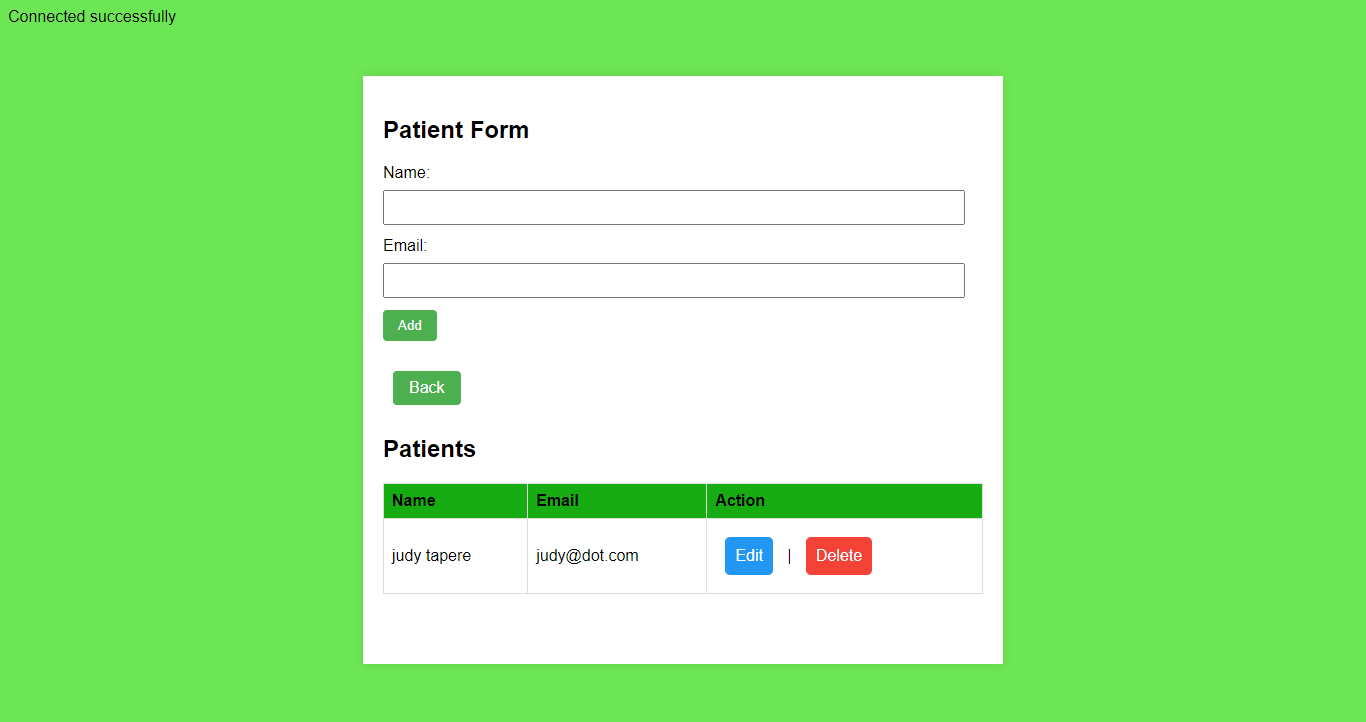 Connected successfully
Patient Form
Name:
Email:
Add
Back
Patients
Name Email Action
judy tapere judy@dot.com Edit | Delete